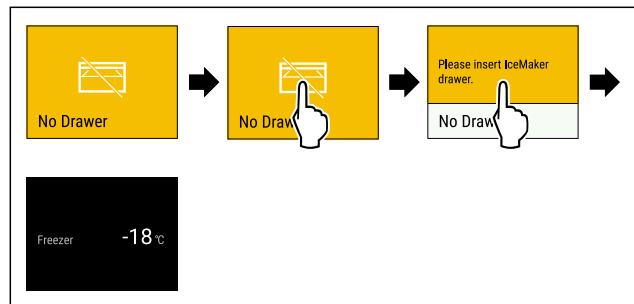 No Drawer
No Draw
Please insert IceMaker
drawer.
No Draw
Freezer -18 °C